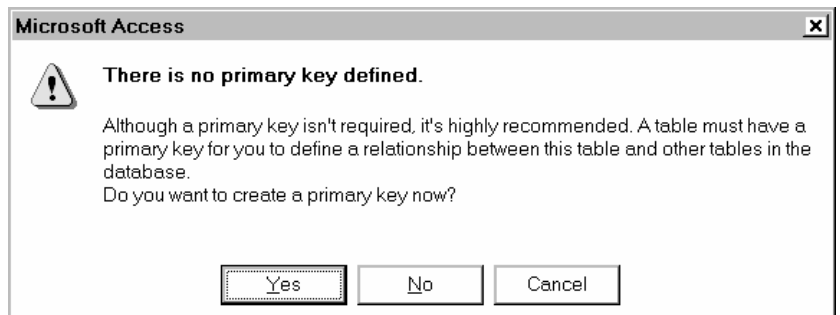 Microsoft Access
There is no primary key defined.
Although a primary key isn't required, it's highly recommended. A table must have a
primary key for you to define a relationship between this table and other tables in the
database.
Do you want to create a primary key now?
Yes No Cancel